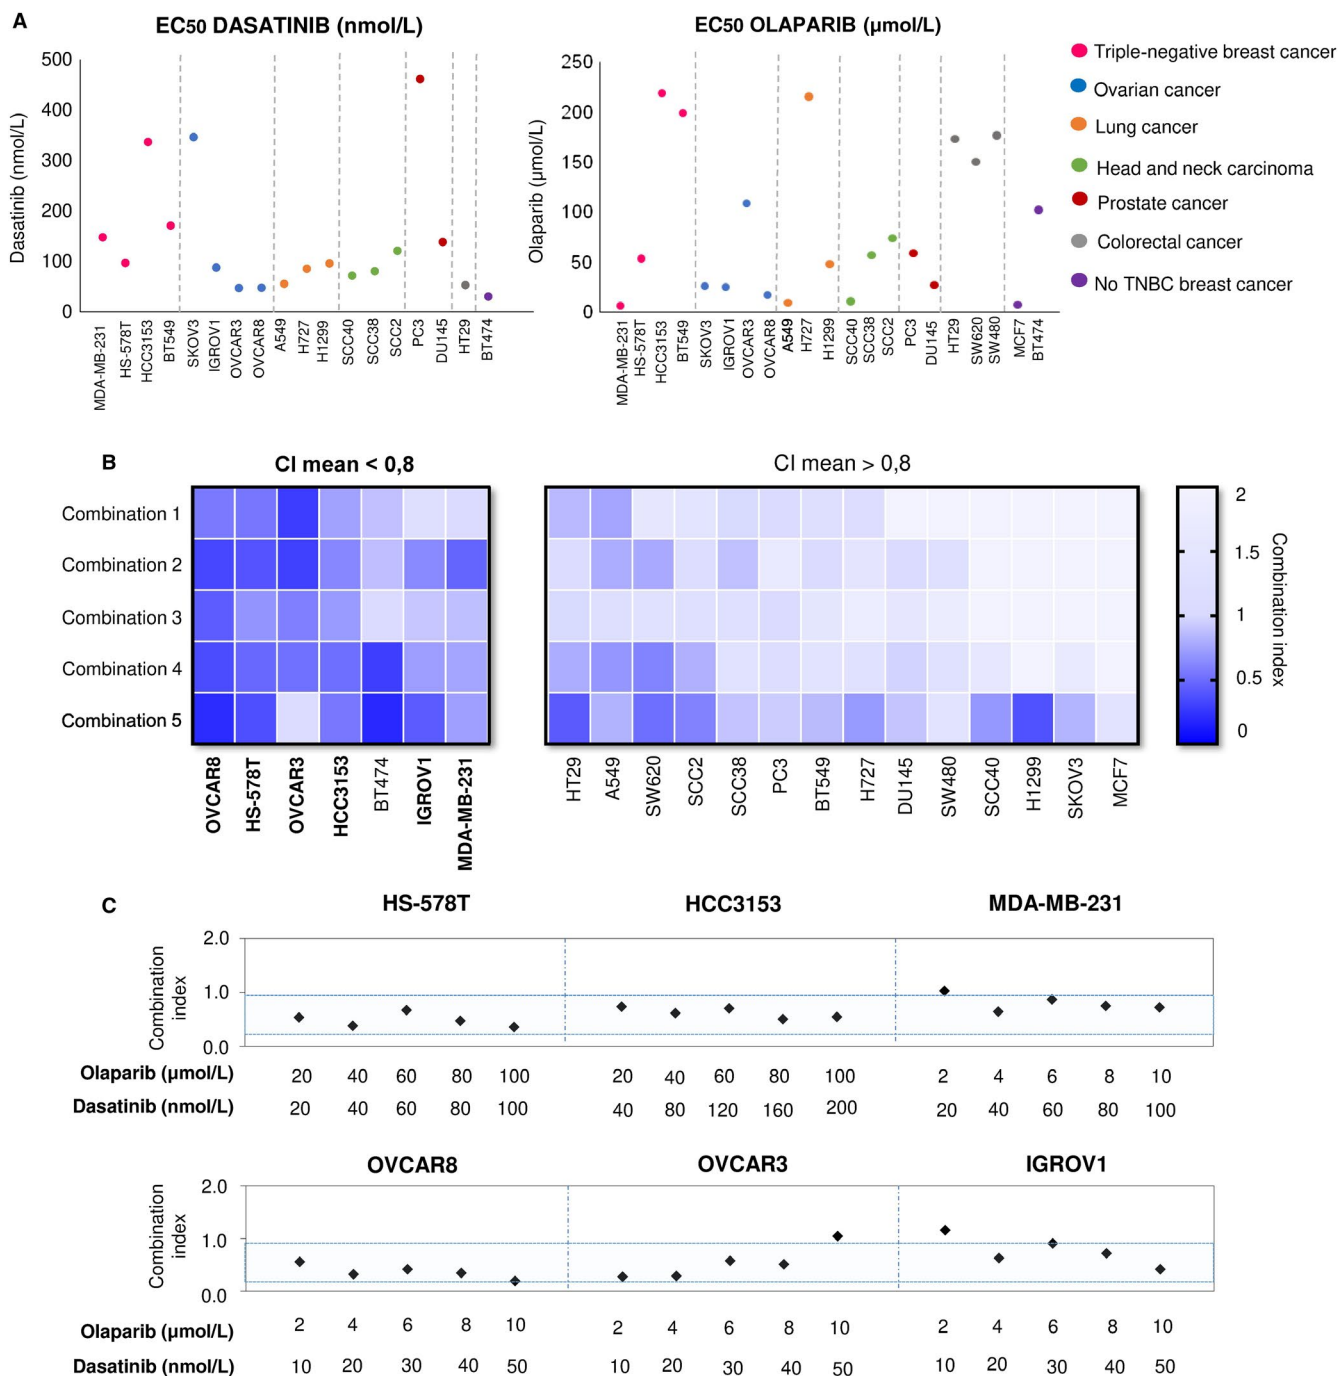 A
EC50 DASATINIB (nmol/L)
Dasatinib (nmol/L)
500
400
300
200
100
0
MDA-MB-231
HS-578T
HCC3153
BT549
SKOV3
IGROV1
OVCAR3
OVCAR8
A549
H727
H1299
SCC40
SCC38
SCC2
PC3
DU145
HT29
BT474
EC50 OLAPARIB (µmol/L)
Olaparib (µmol/L)
250
200
150
100
50
0
MDA-MB-231
HS-578T
HCC3153
BT549
SKOV3
IGROV1
OVCAR3
OVCAR8
A549
H727
H1299
SCC40
SCC38
SCC2
PC3
DU145
HT29
SW620
SW480
MCF7
BT474
Triple-negative breast cancer
Ovarian cancer
Lung cancer
Head and neck carcinoma
Prostate cancer
Colorectal cancer
No TNBC breast cancer
B
CI mean < 0,8
CI mean > 0,8
Combination 1
Combination 2
Combination 3
Combination 4
Combination 5
OVCAR8
HS-578T
OVCAR3
HCC3153
BT474
IGROV1
MDA-MB-231
HT29
A549
SW620
SCC2
SCC38
PC3
BT549
H727
DU145
SW480
SCC40
H1299
SKOV3
MCF7
2
1.5
1
0.5
0
Combination index
C
HS-578T HCC3153 MDA-MB-231
Combination
index
2.0
1.0
0.0
Olaparib (µmol/L) 20 40 60 80 100 20 40 60 80 100 2 4 6 8 10
Dasatinib (nmol/L) 20 40 60 80 100 40 80 120 160 200 20 40 60 80 100
OVCAR8 OVCAR3 IGROV1
Combination
index
2.0
1.0
0.0
Olaparib (µmol/L) 2 4 6 8 10 2 4 6 8 10 2 4 6 8 10
Dasatinib (nmol/L) 10 20 30 40 50 10 20 30 40 50 10 20 30 40 50